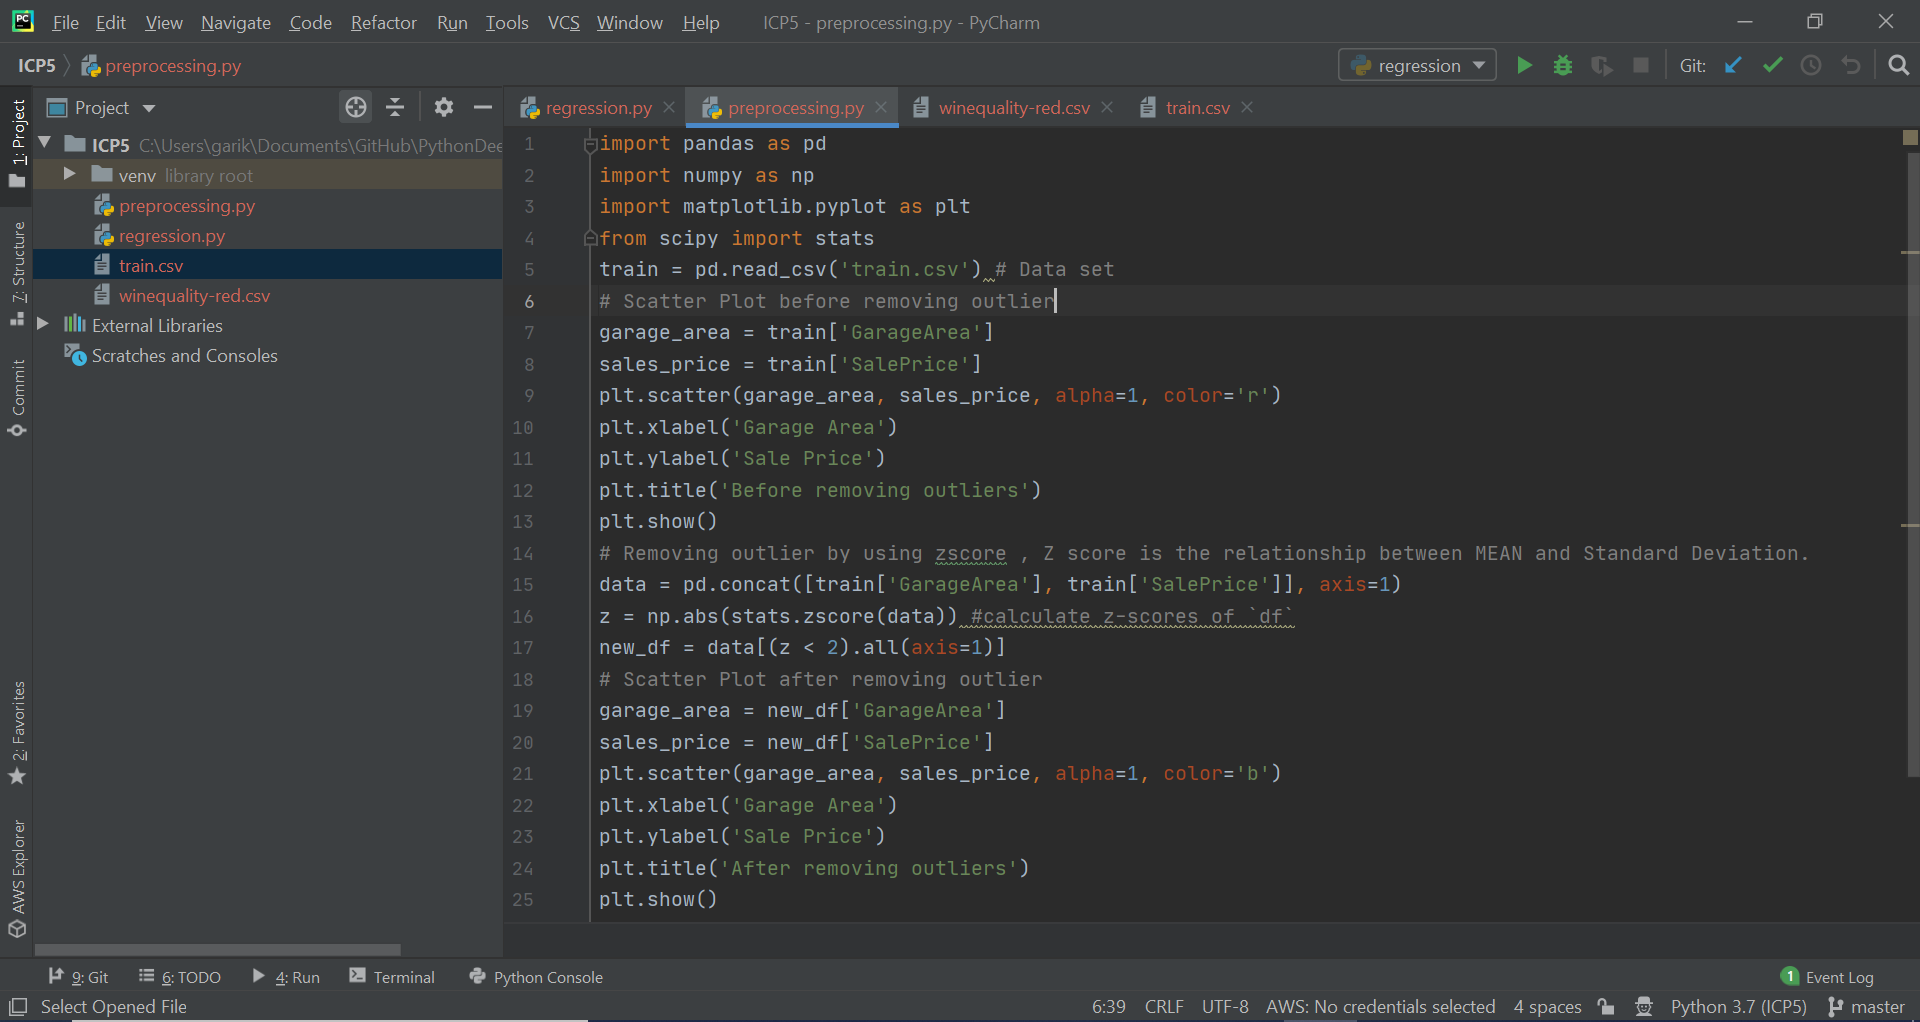 File Edit View Navigate Code Refactor Run Tools VCS Window Help ICP5 - preprocessing.py - PyCharm
ICP5 preprocessing.py regression Git:
Project regression.py preprocessing.py winequality-red.csv train.csv
1: Project
7: Structure
Commit
2: Favorites
AWS Explorer
ICP5 C:\Users\garik\Documents\GitHub\PythonDee
venv library root
preprocessing.py
regression.py
train.csv
winequality-red.csv
External Libraries
Scratches and Consoles
1 import pandas as pd
2 import numpy as np
3 import matplotlib.pyplot as plt
4 from scipy import stats
5 train = pd.read_csv('train.csv') # Data set
6 # Scatter Plot before removing outlier
7 garage_area = train['GarageArea']
8 sales_price = train['SalePrice']
9 plt.scatter(garage_area, sales_price, alpha=1, color='r')
10 plt.xlabel('Garage Area')
11 plt.ylabel('Sale Price')
12 plt.title('Before removing outliers')
13 plt.show()
14 # Removing outlier by using zscore , Z score is the relationship between MEAN and Standard Deviation.
15 data = pd.concat([train['GarageArea'], train['SalePrice']], axis=1)
16 z = np.abs(stats.zscore(data)) #calculate z-scores of `df`
17 new_df = data[(z < 2).all(axis=1)]
18 # Scatter Plot after removing outlier
19 garage_area = new_df['GarageArea']
20 sales_price = new_df['SalePrice']
21 plt.scatter(garage_area, sales_price, alpha=1, color='b')
22 plt.xlabel('Garage Area')
23 plt.ylabel('Sale Price')
24 plt.title('After removing outliers')
25 plt.show()
9: Git 6: TODO 4: Run Terminal Python Console 1 Event Log
Select Opened File 6:39 CRLF UTF-8 AWS: No credentials selected 4 spaces Python 3.7 (ICP5) master